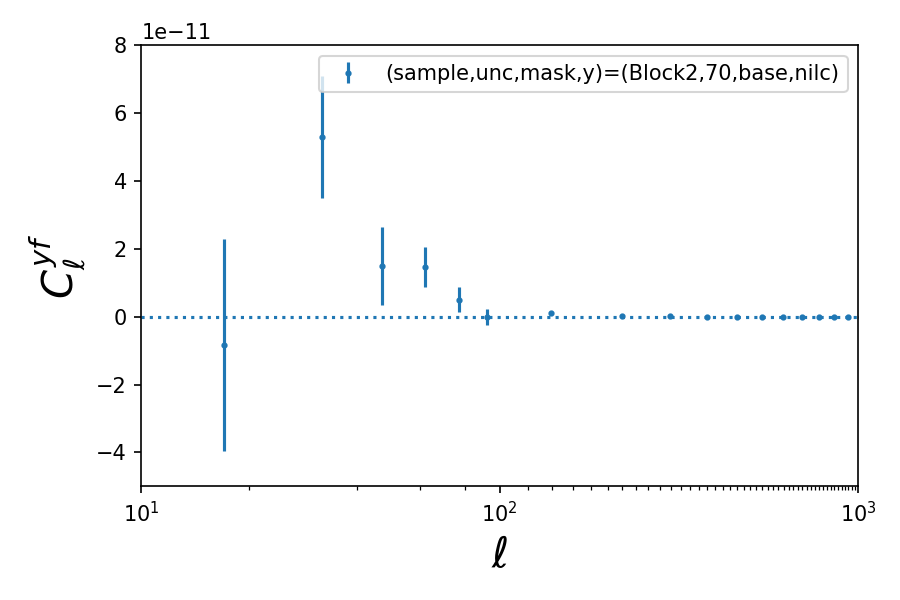 1e−11
(sample,unc,mask,y)=(Block2,70,base,nilc)
8
6
4
2
0
−2
−4
C_ℓ^{yf}
10^1
10^2
10^3
ℓ